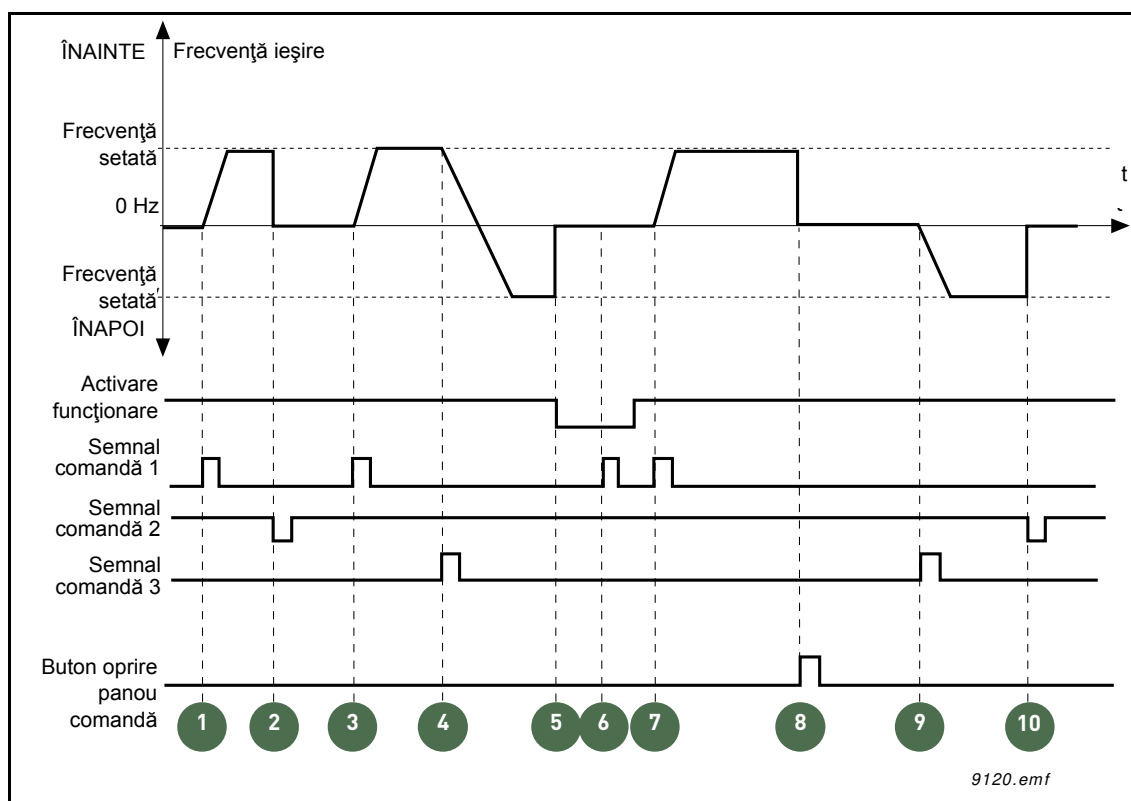 ÎNAINTE
Frecvenţă ieşire
Frecvenţă
setată
0 Hz
t
Frecvenţă
setată
ÎNAPOI
Activare
funcţionare
Semnal
comandă 1
Semnal
comandă 2
Semnal
comandă 3
Buton oprire
panou
comandă
1 2 3 4 5 6 7 8 9 10
9120.emf